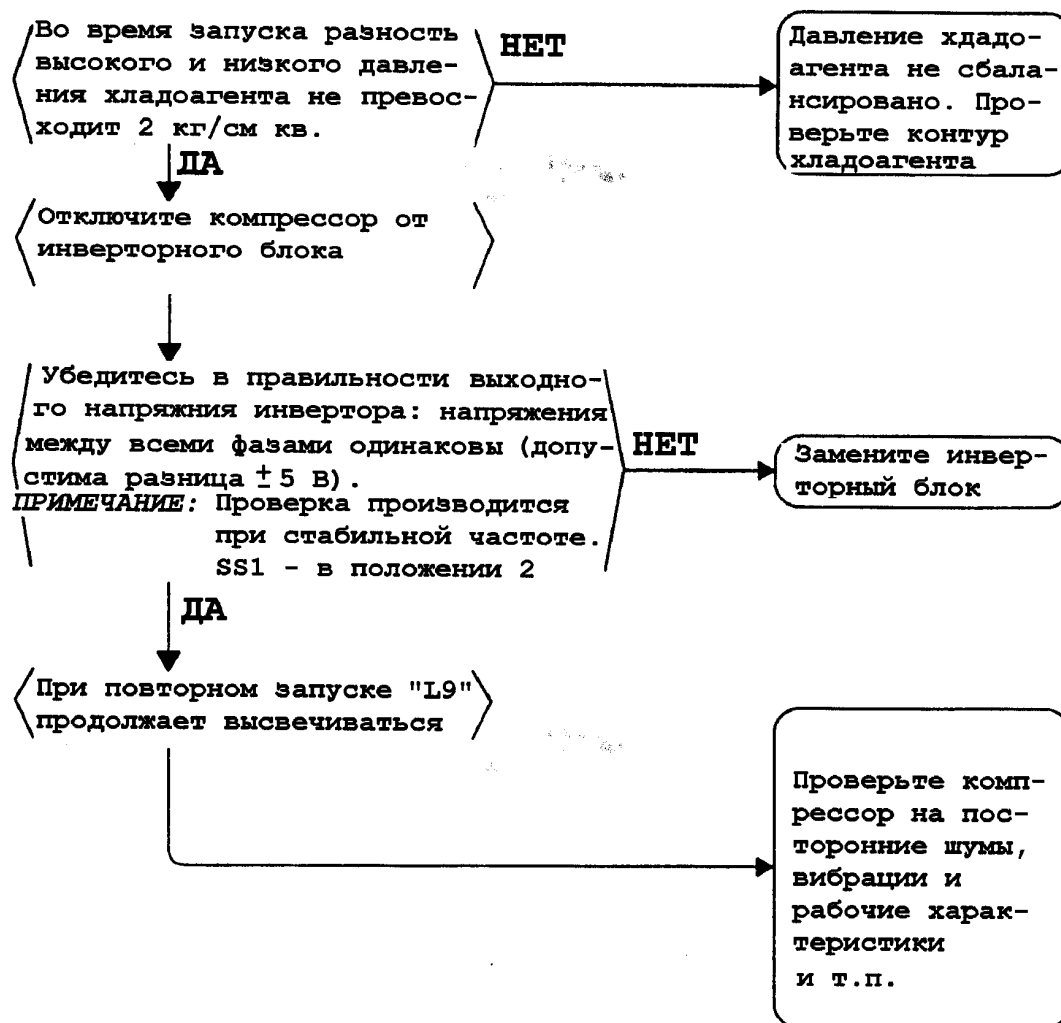 Во время запуска разность
высокого и низкого давле-
ния хладоагента не превос-
ходит 2 кг/см кв.
НЕТ
Давление хдадо-
агента не сбала-
нсировано. Про-
верьте контур
хладоагента
ДА
Отключите компрессор от
инверторного блока
Убедитесь в правильности выходно-
го напряжния инвертора: напряжения
между всеми фазами одинаковы (допу-
стима разница ± 5 В).
ПРИМЕЧАНИЕ: Проверка производится
при стабильной частоте.
SS1 - в положении 2
НЕТ
Замените инвер-
торный блок
ДА
При повторном запуске "L9"
продолжает высвечиваться
Проверьте комп-
рессор на пос-
торонние шумы,
вибрации и
рабочие харак-
теристики
и т.п.